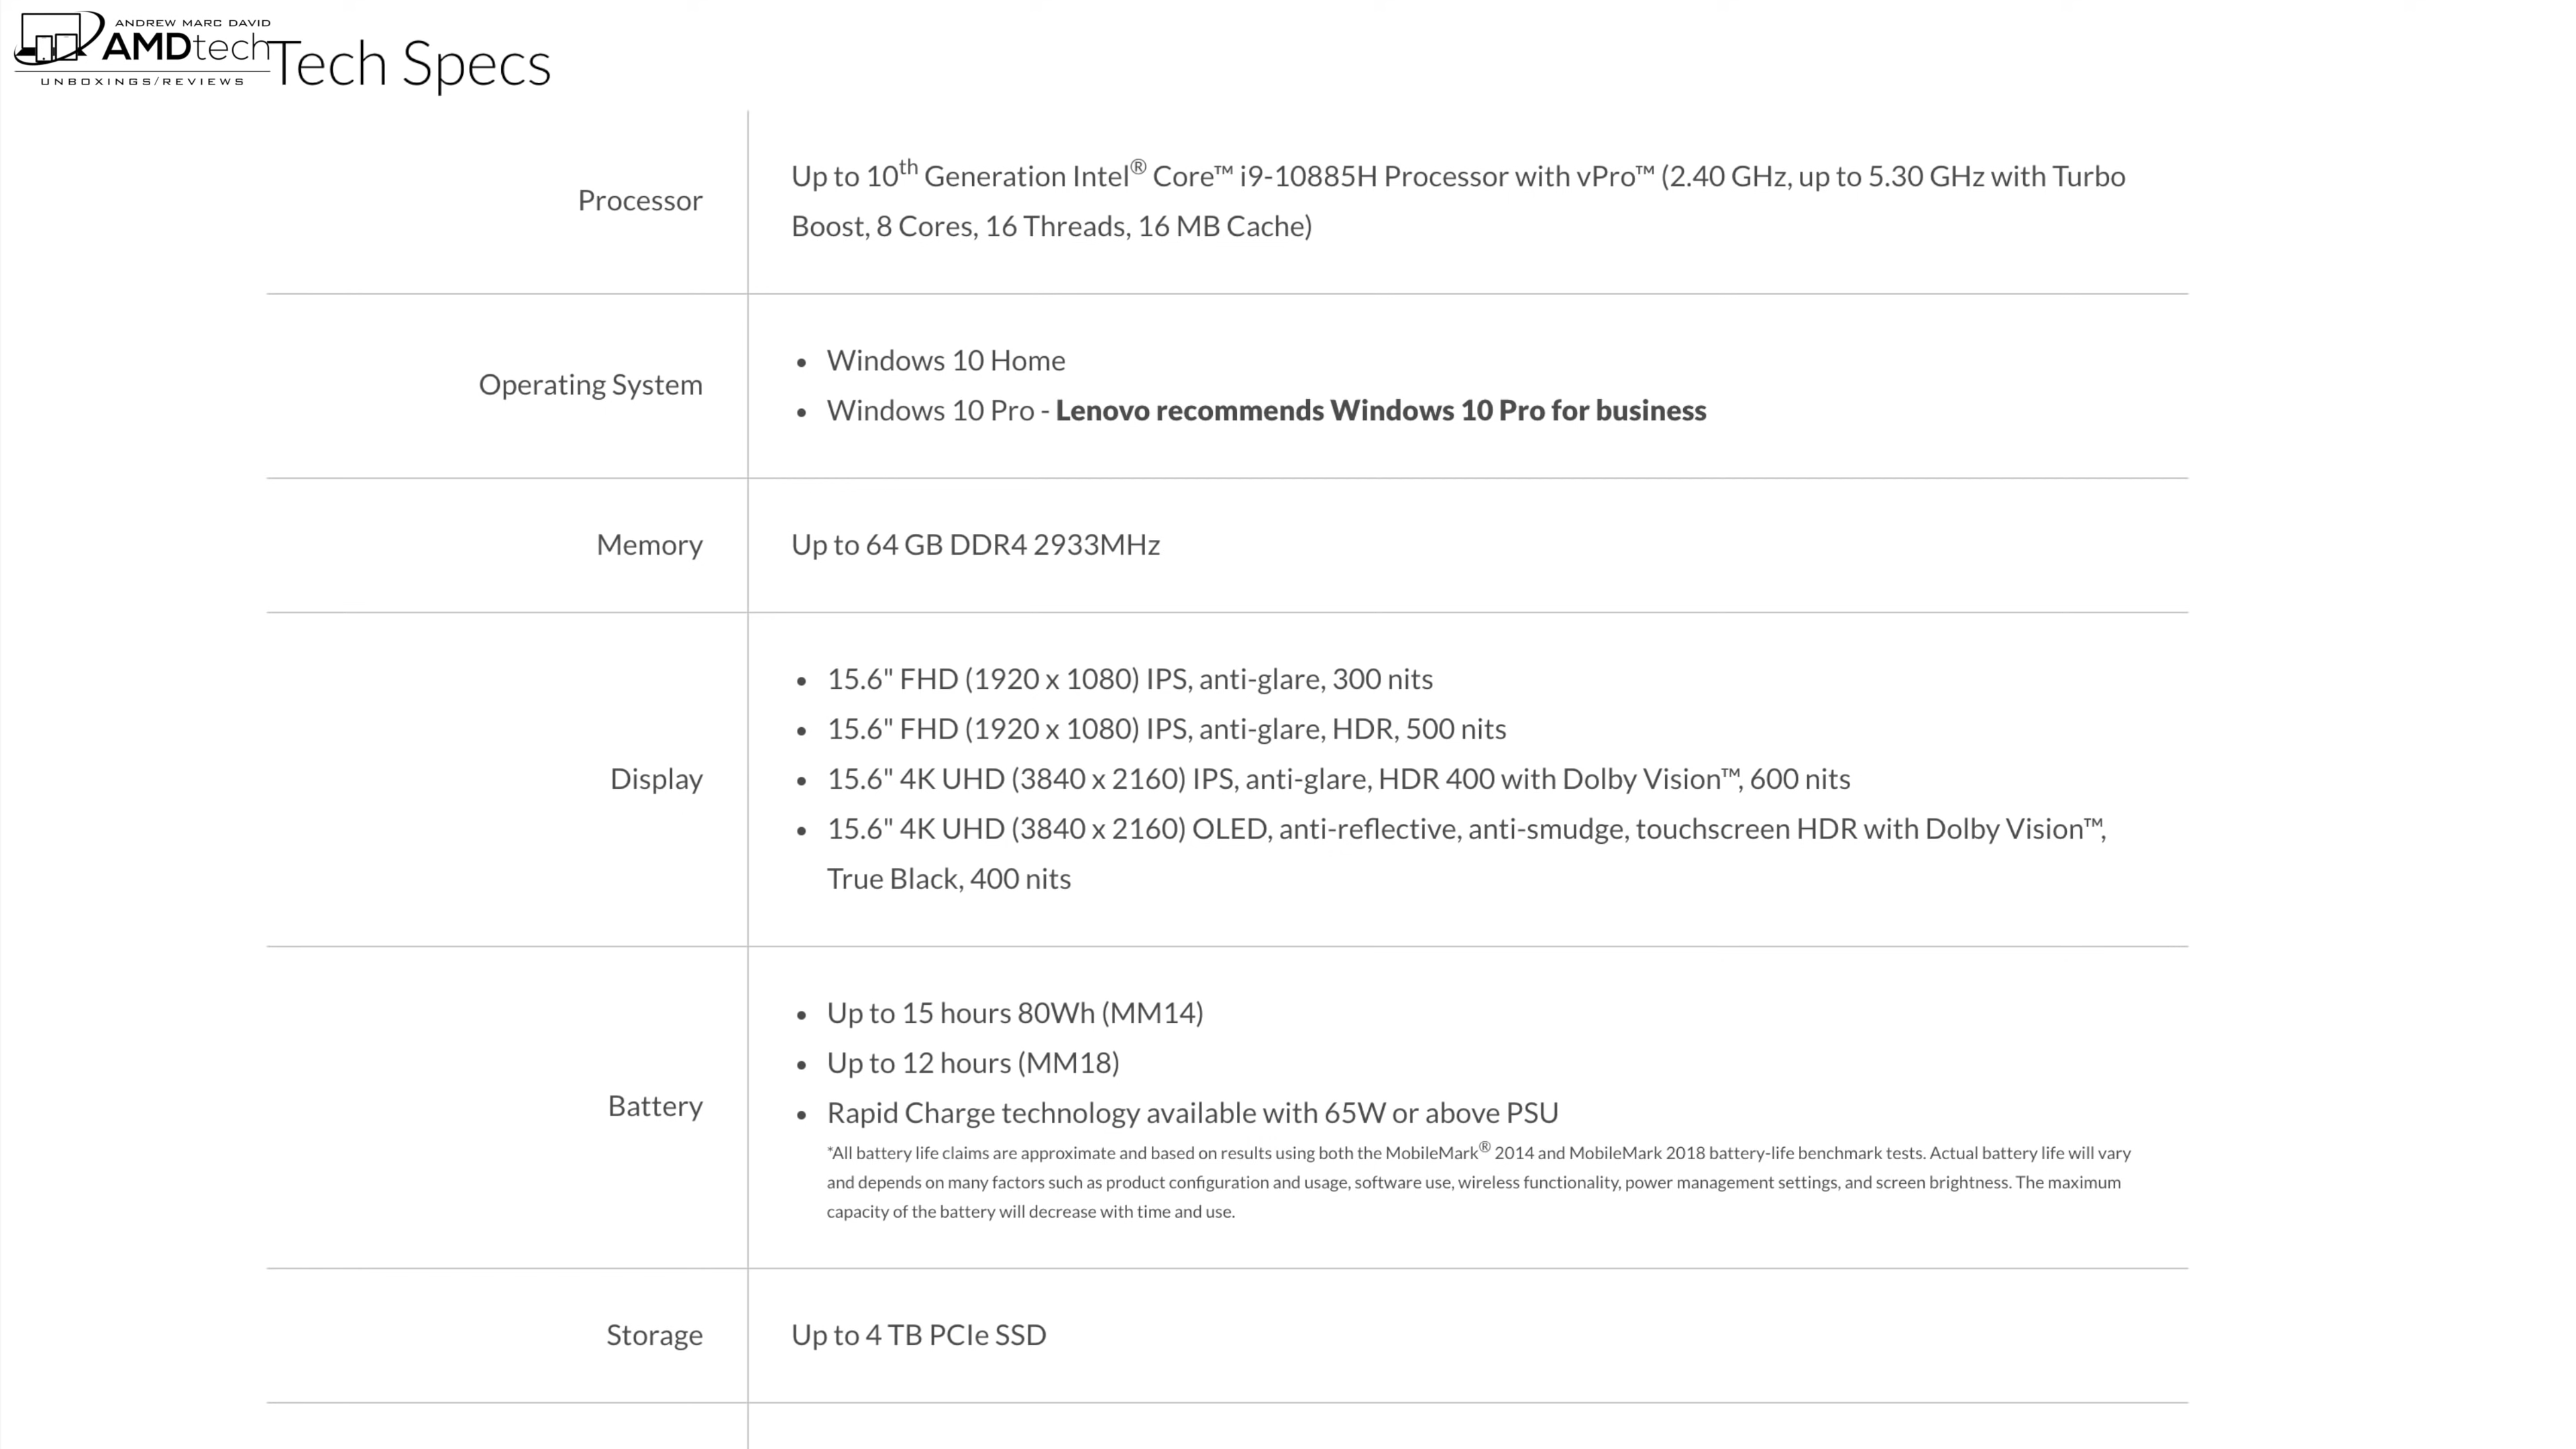 ANDREW MARC DAVID
AMDtech
UNBOXINGS/REVIEWS
Tech Specs
Processor
Up to 10th Generation Intel® Core™ i9-10885H Processor with vPro™ (2.40 GHz, up to 5.30 GHz with Turbo
Boost, 8 Cores, 16 Threads, 16 MB Cache)
Operating System
• Windows 10 Home
• Windows 10 Pro - Lenovo recommends Windows 10 Pro for business
Memory
Up to 64 GB DDR4 2933MHz
Display
• 15.6" FHD (1920 x 1080) IPS, anti-glare, 300 nits
• 15.6" FHD (1920 x 1080) IPS, anti-glare, HDR, 500 nits
• 15.6" 4K UHD (3840 x 2160) IPS, anti-glare, HDR 400 with Dolby Vision™, 600 nits
• 15.6" 4K UHD (3840 x 2160) OLED, anti-reflective, anti-smudge, touchscreen HDR with Dolby Vision™,
True Black, 400 nits
Battery
• Up to 15 hours 80Wh (MM14)
• Up to 12 hours (MM18)
• Rapid Charge technology available with 65W or above PSU
*All battery life claims are approximate and based on results using both the MobileMark® 2014 and MobileMark 2018 battery-life benchmark tests. Actual battery life will vary
and depends on many factors such as product configuration and usage, software use, wireless functionality, power management settings, and screen brightness. The maximum
capacity of the battery will decrease with time and use.
Storage
Up to 4 TB PCIe SSD